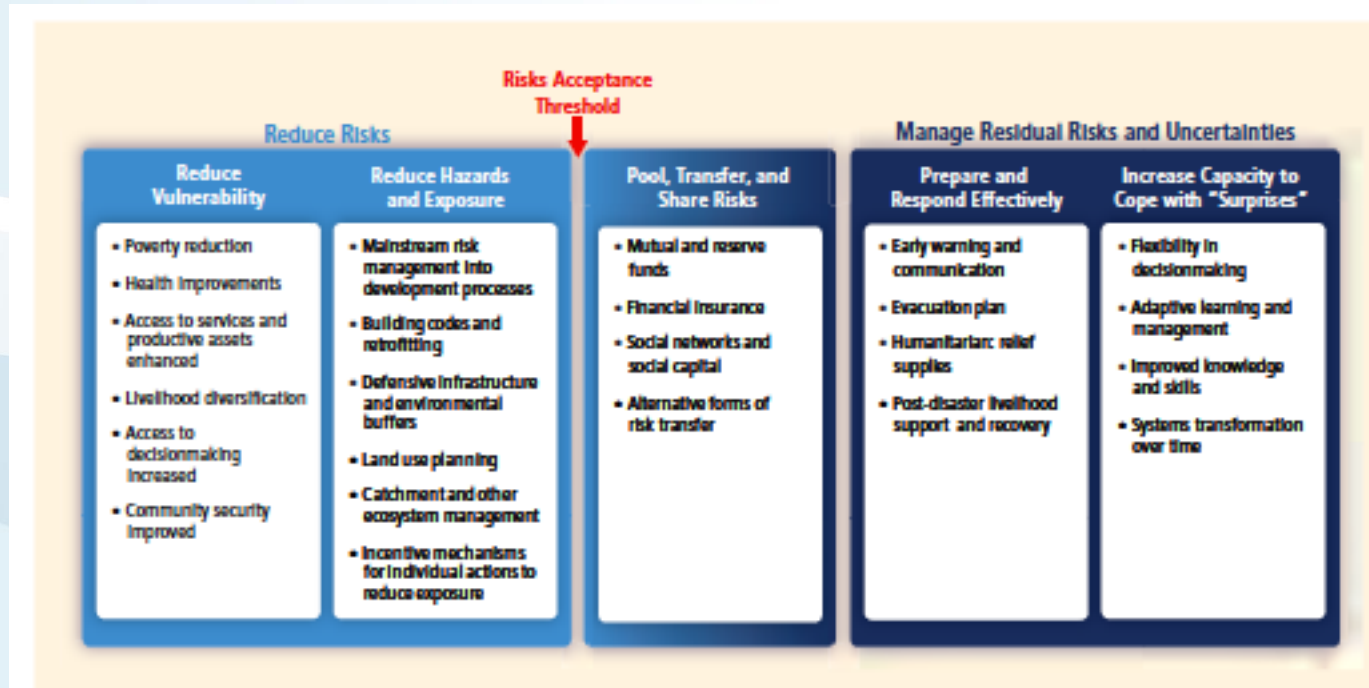 Risks Acceptance
Threshold
Reduce Risks
Manage Residual Risks and Uncertainties
Reduce
Vulnerability
• Poverty reduction
• Health improvements
• Access to services and
productive assets
enhanced
• Livelihood diversification
• Access to
decisionmaking
increased
• Community security
improved
Reduce Hazards
and Exposure
• Mainstream risk
management into
development processes
• Building codes and
retrofitting
• Defensive infrastructure
and environmental
buffers
• Land use planning
• Catchment and other
ecosystem management
• Incentive mechanisms
for individual actions to
reduce exposure
Pool, Transfer, and
Share Risks
• Mutual and reserve
funds
• Financial insurance
• Social networks and
social capital
• Alternative forms of
risk transfer
Prepare and
Respond Effectively
• Early warning and
communication
• Evacuation plan
• Humanitarian relief
supplies
• Post-disaster livelihood
support and recovery
Increase Capacity to
Cope with "Surprises"
• Flexibility in
decisionmaking
• Adaptive learning and
management
• Improved knowledge
and skills
• Systems transformation
over time